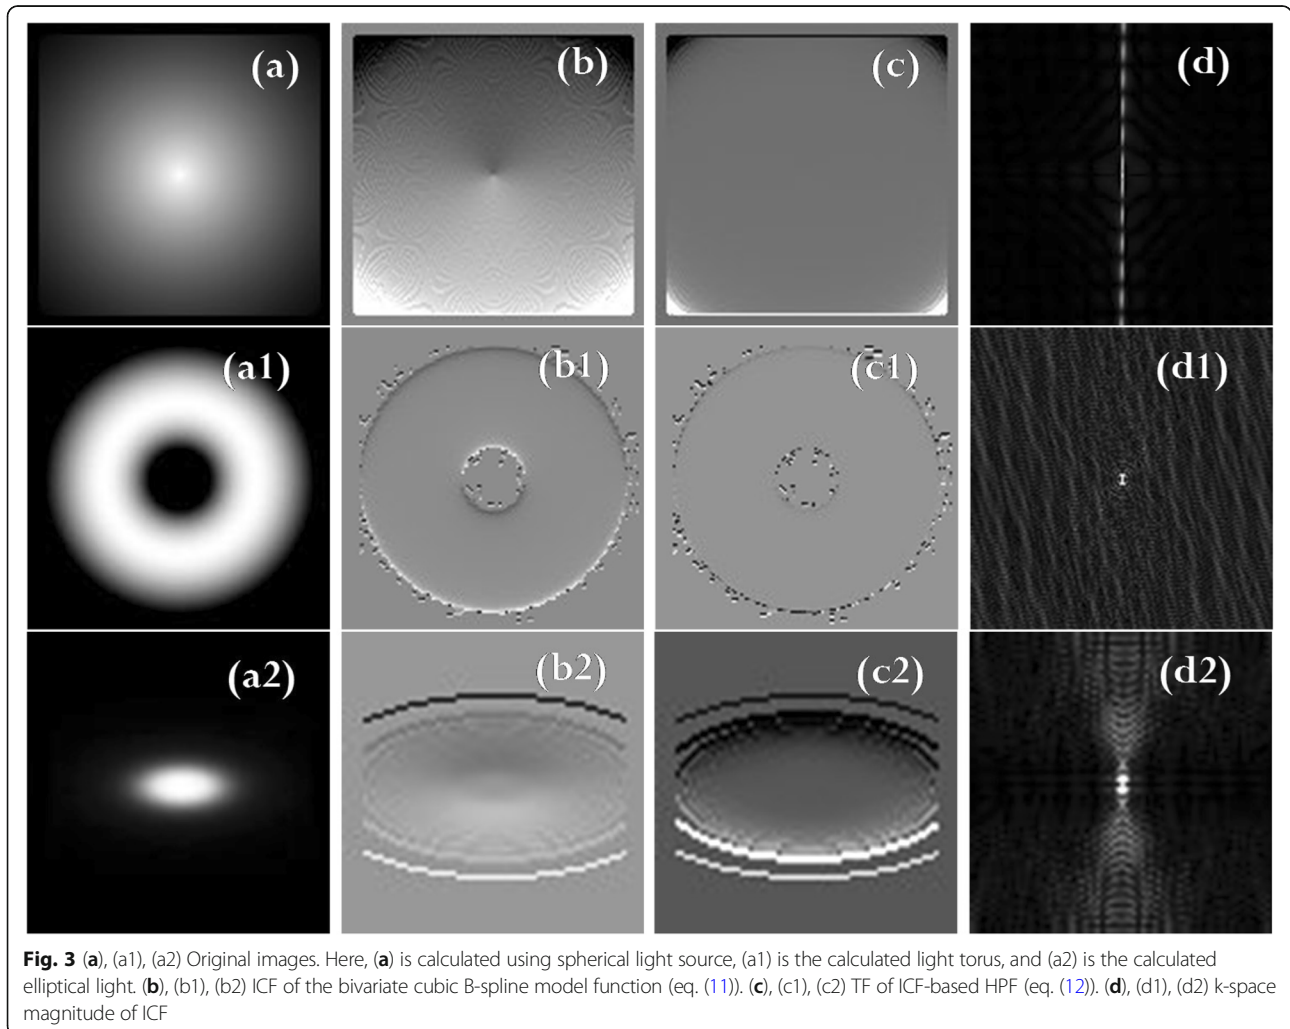 (a) (b) (c) (d)
(a1) (b1) (c1) (d1)
(a2) (b2) (c2) (d2)
Fig. 3 (a), (a1), (a2) Original images. Here, (a) is calculated using spherical light source, (a1) is the calculated light torus, and (a2) is the calculated
elliptical light. (b), (b1), (b2) ICF of the bivariate cubic B-spline model function (eq. (11)). (c), (c1), (c2) TF of ICF-based HPF (eq. (12)). (d), (d1), (d2) k-space
magnitude of ICF